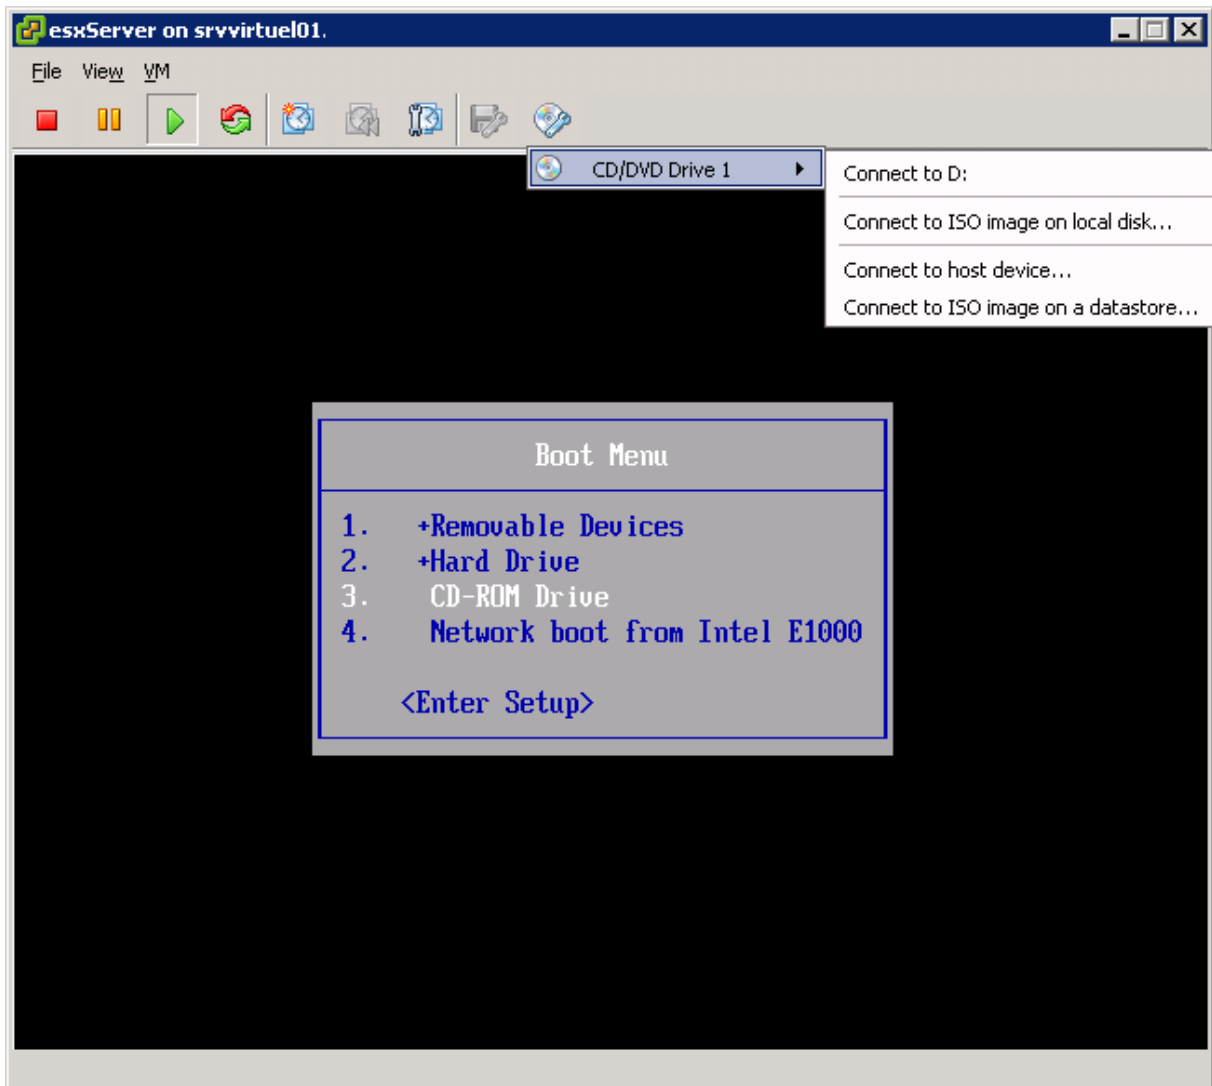 esxServer on srvvirtuel01.
File View VM
CD/DVD Drive 1
Connect to D:
Connect to ISO image on local disk...
Connect to host device...
Connect to ISO image on a datastore...
Boot Menu
1. +Removable Devices
2. +Hard Drive
3. CD-ROM Drive
4. Network boot from Intel E1000
<Enter Setup>